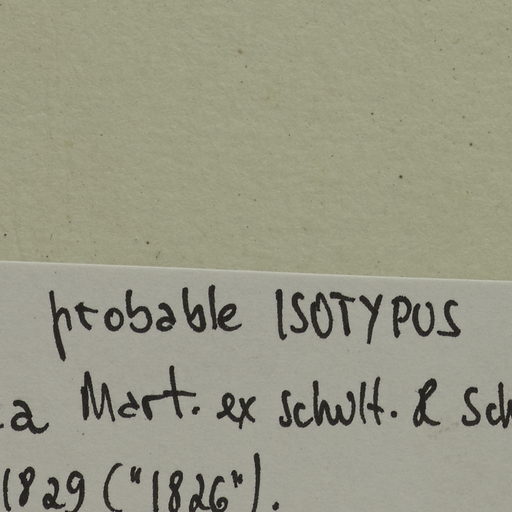 probable ISOTYPUS
a Mart. ex Schult. & Sch
1829 ("1826").